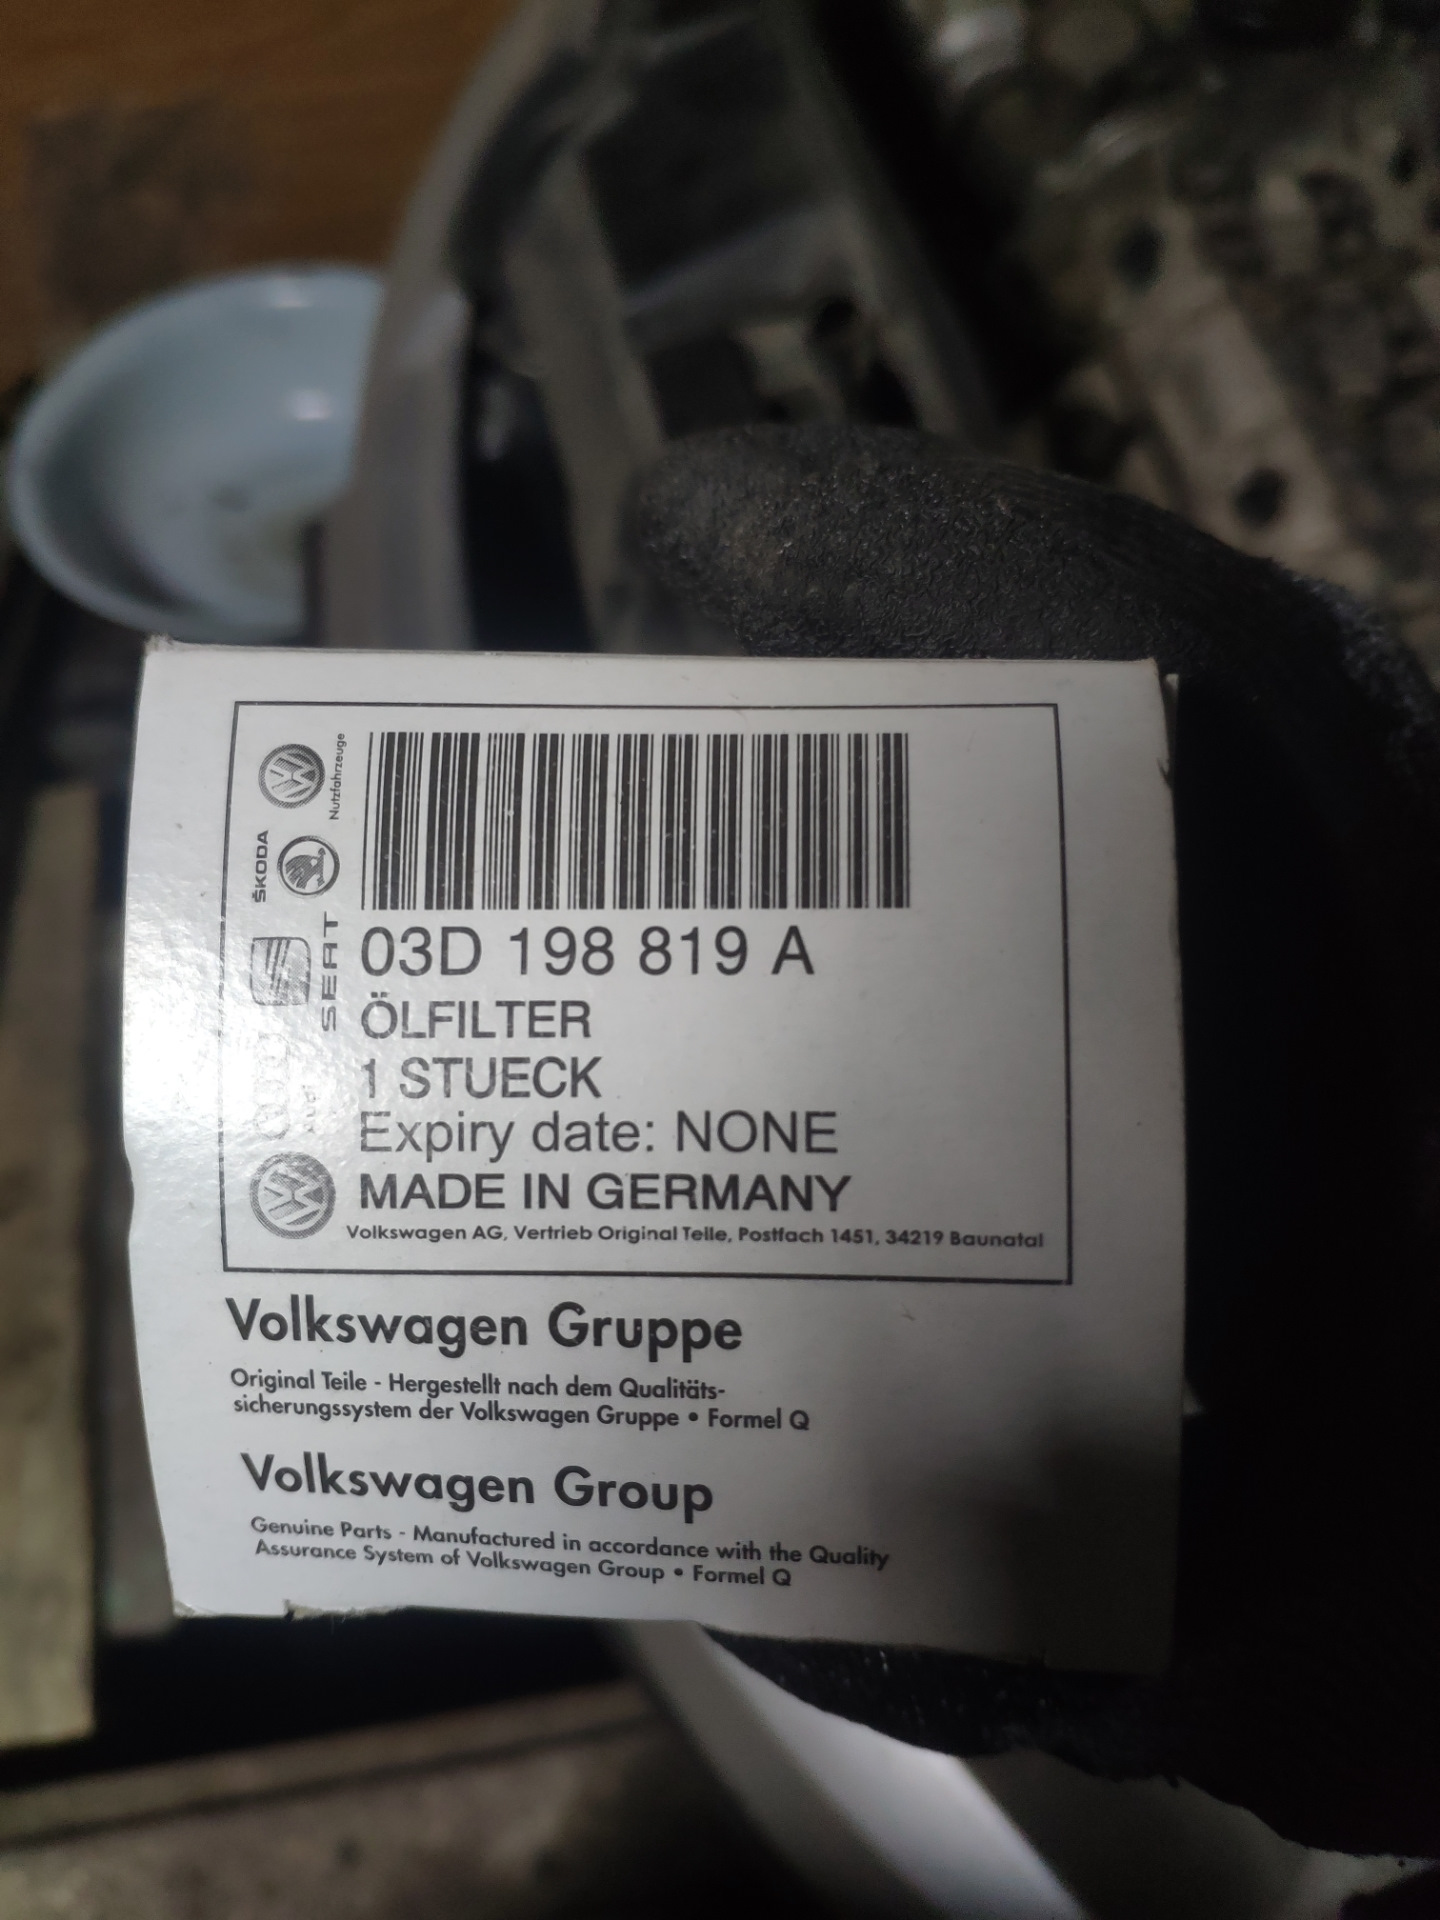 Nutzfahrzeuge
ŠKODA
SEAT
Audi
03D 198 819 A
ÖLFILTER
1 STUECK
Expiry date: NONE
MADE IN GERMANY
Volkswagen AG, Vertrieb Original Teile, Postfach 1451, 34219 Baunatal
Volkswagen Gruppe
Original Teile - Hergestellt nach dem Qualitäts-
sicherungssystem der Volkswagen Gruppe • Formel Q
Volkswagen Group
Genuine Parts - Manufactured in accordance with the Quality
Assurance System of Volkswagen Group • Formel Q